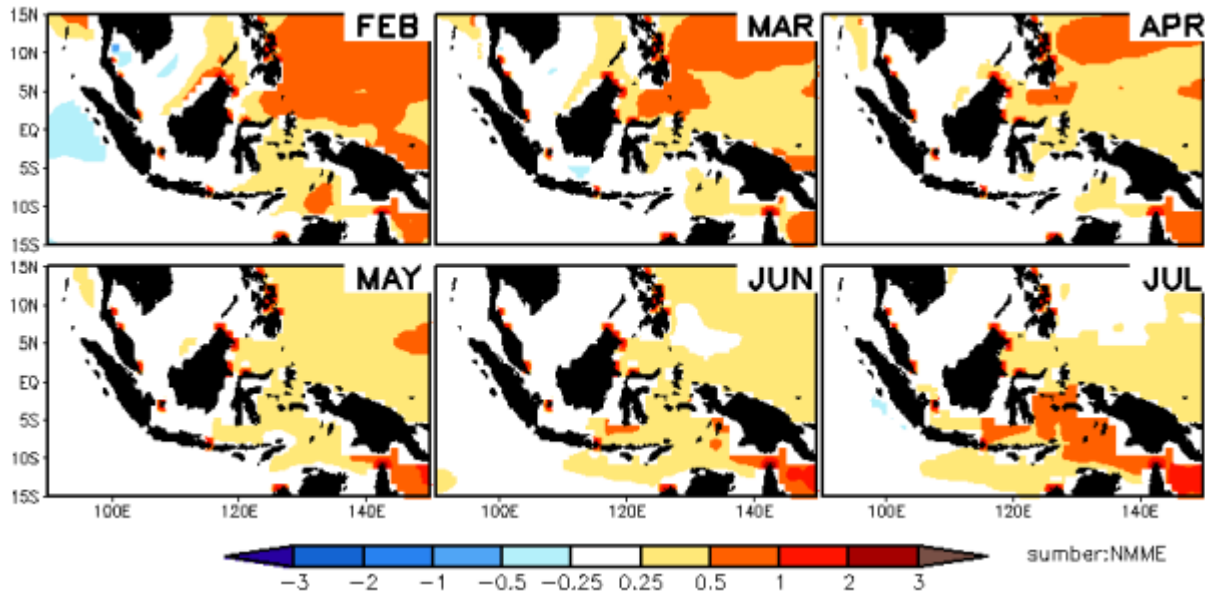 15N FEB MAR APR
10N
5N
EQ
5S
10S
15S
15N MAY JUN JUL
10N
5N
EQ
5S
10S
15S
100E 120E 140E 100E 120E 140E 100E 120E 140E
sumber:NMME
-3 -2 -1 -0.5 -0.25 0.25 0.5 1 2 3